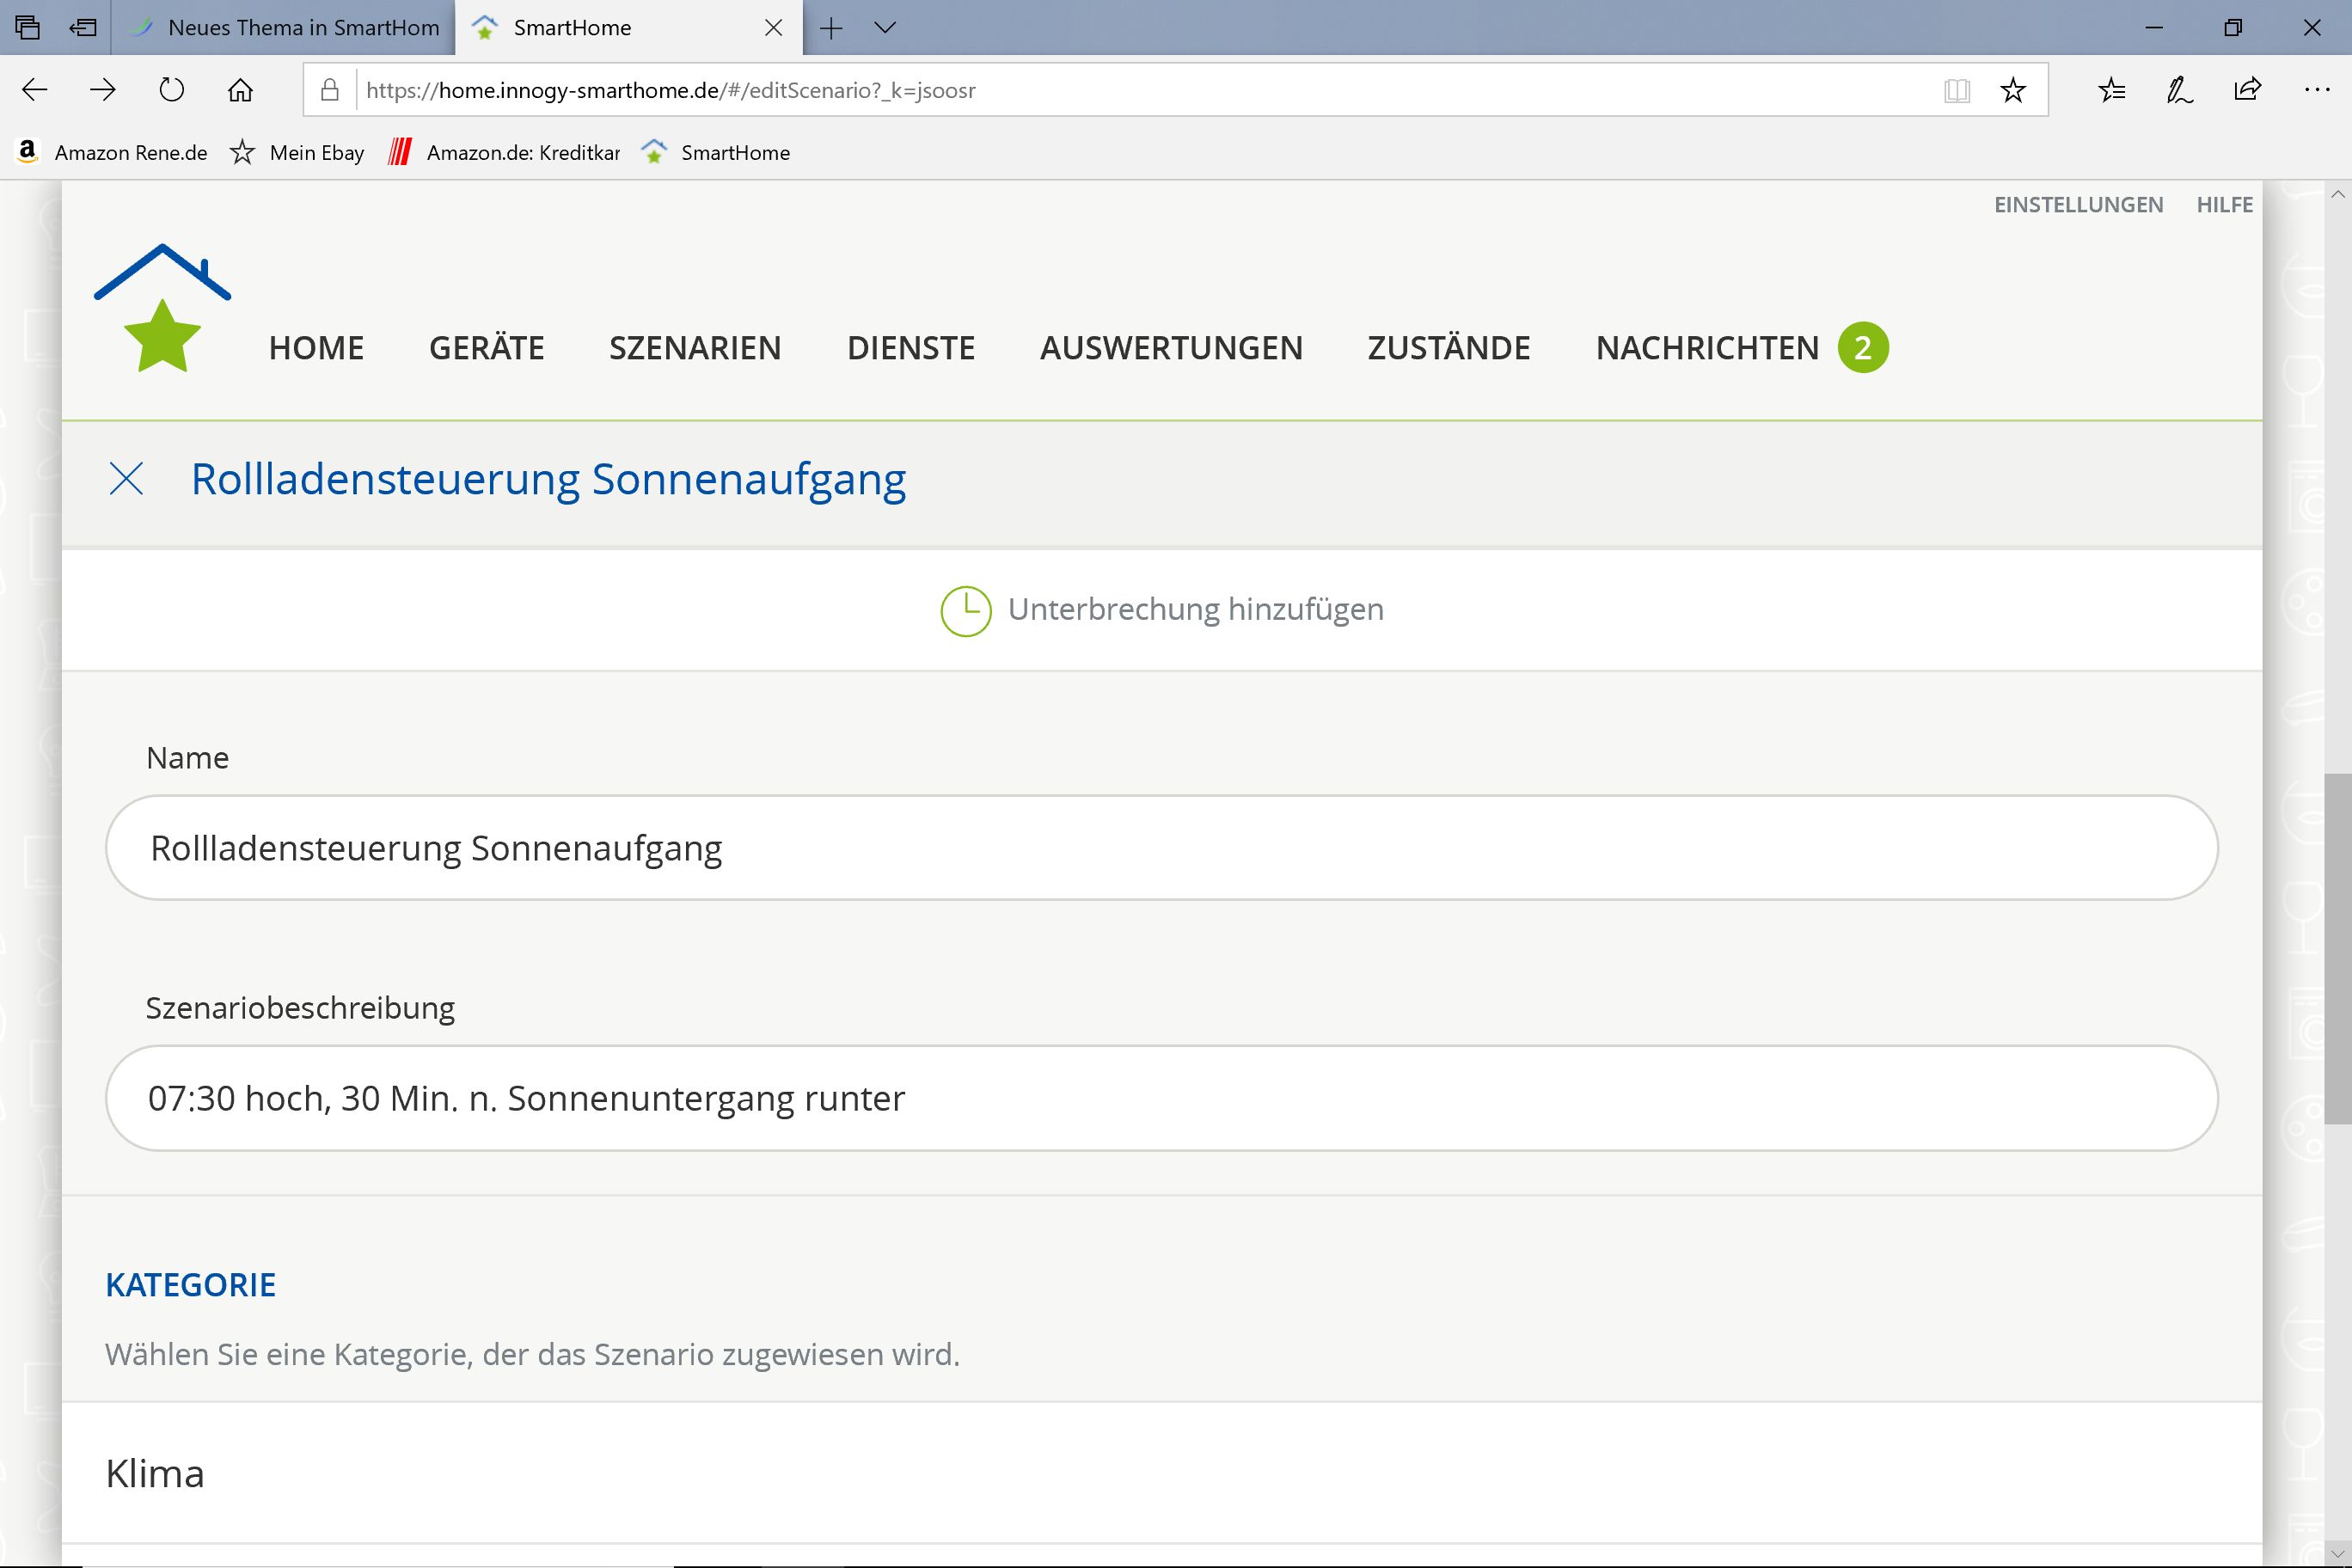 Neues Thema in SmartHom
SmartHome
https://home.innogy-smarthome.de/#/editScenario?_k=jsoosr
Amazon Rene.de
Mein Ebay
Amazon.de: Kreditkar
SmartHome
EINSTELLUNGEN
HILFE
HOME
GERÄTE
SZENARIEN
DIENSTE
AUSWERTUNGEN
ZUSTÄNDE
NACHRICHTEN
2
Rollladensteuerung Sonnenaufgang
Unterbrechung hinzufügen
Name
Rollladensteuerung Sonnenaufgang
Szenariobeschreibung
07:30 hoch, 30 Min. n. Sonnenuntergang runter
KATEGORIE
Wählen Sie eine Kategorie, der das Szenario zugewiesen wird.
Klima